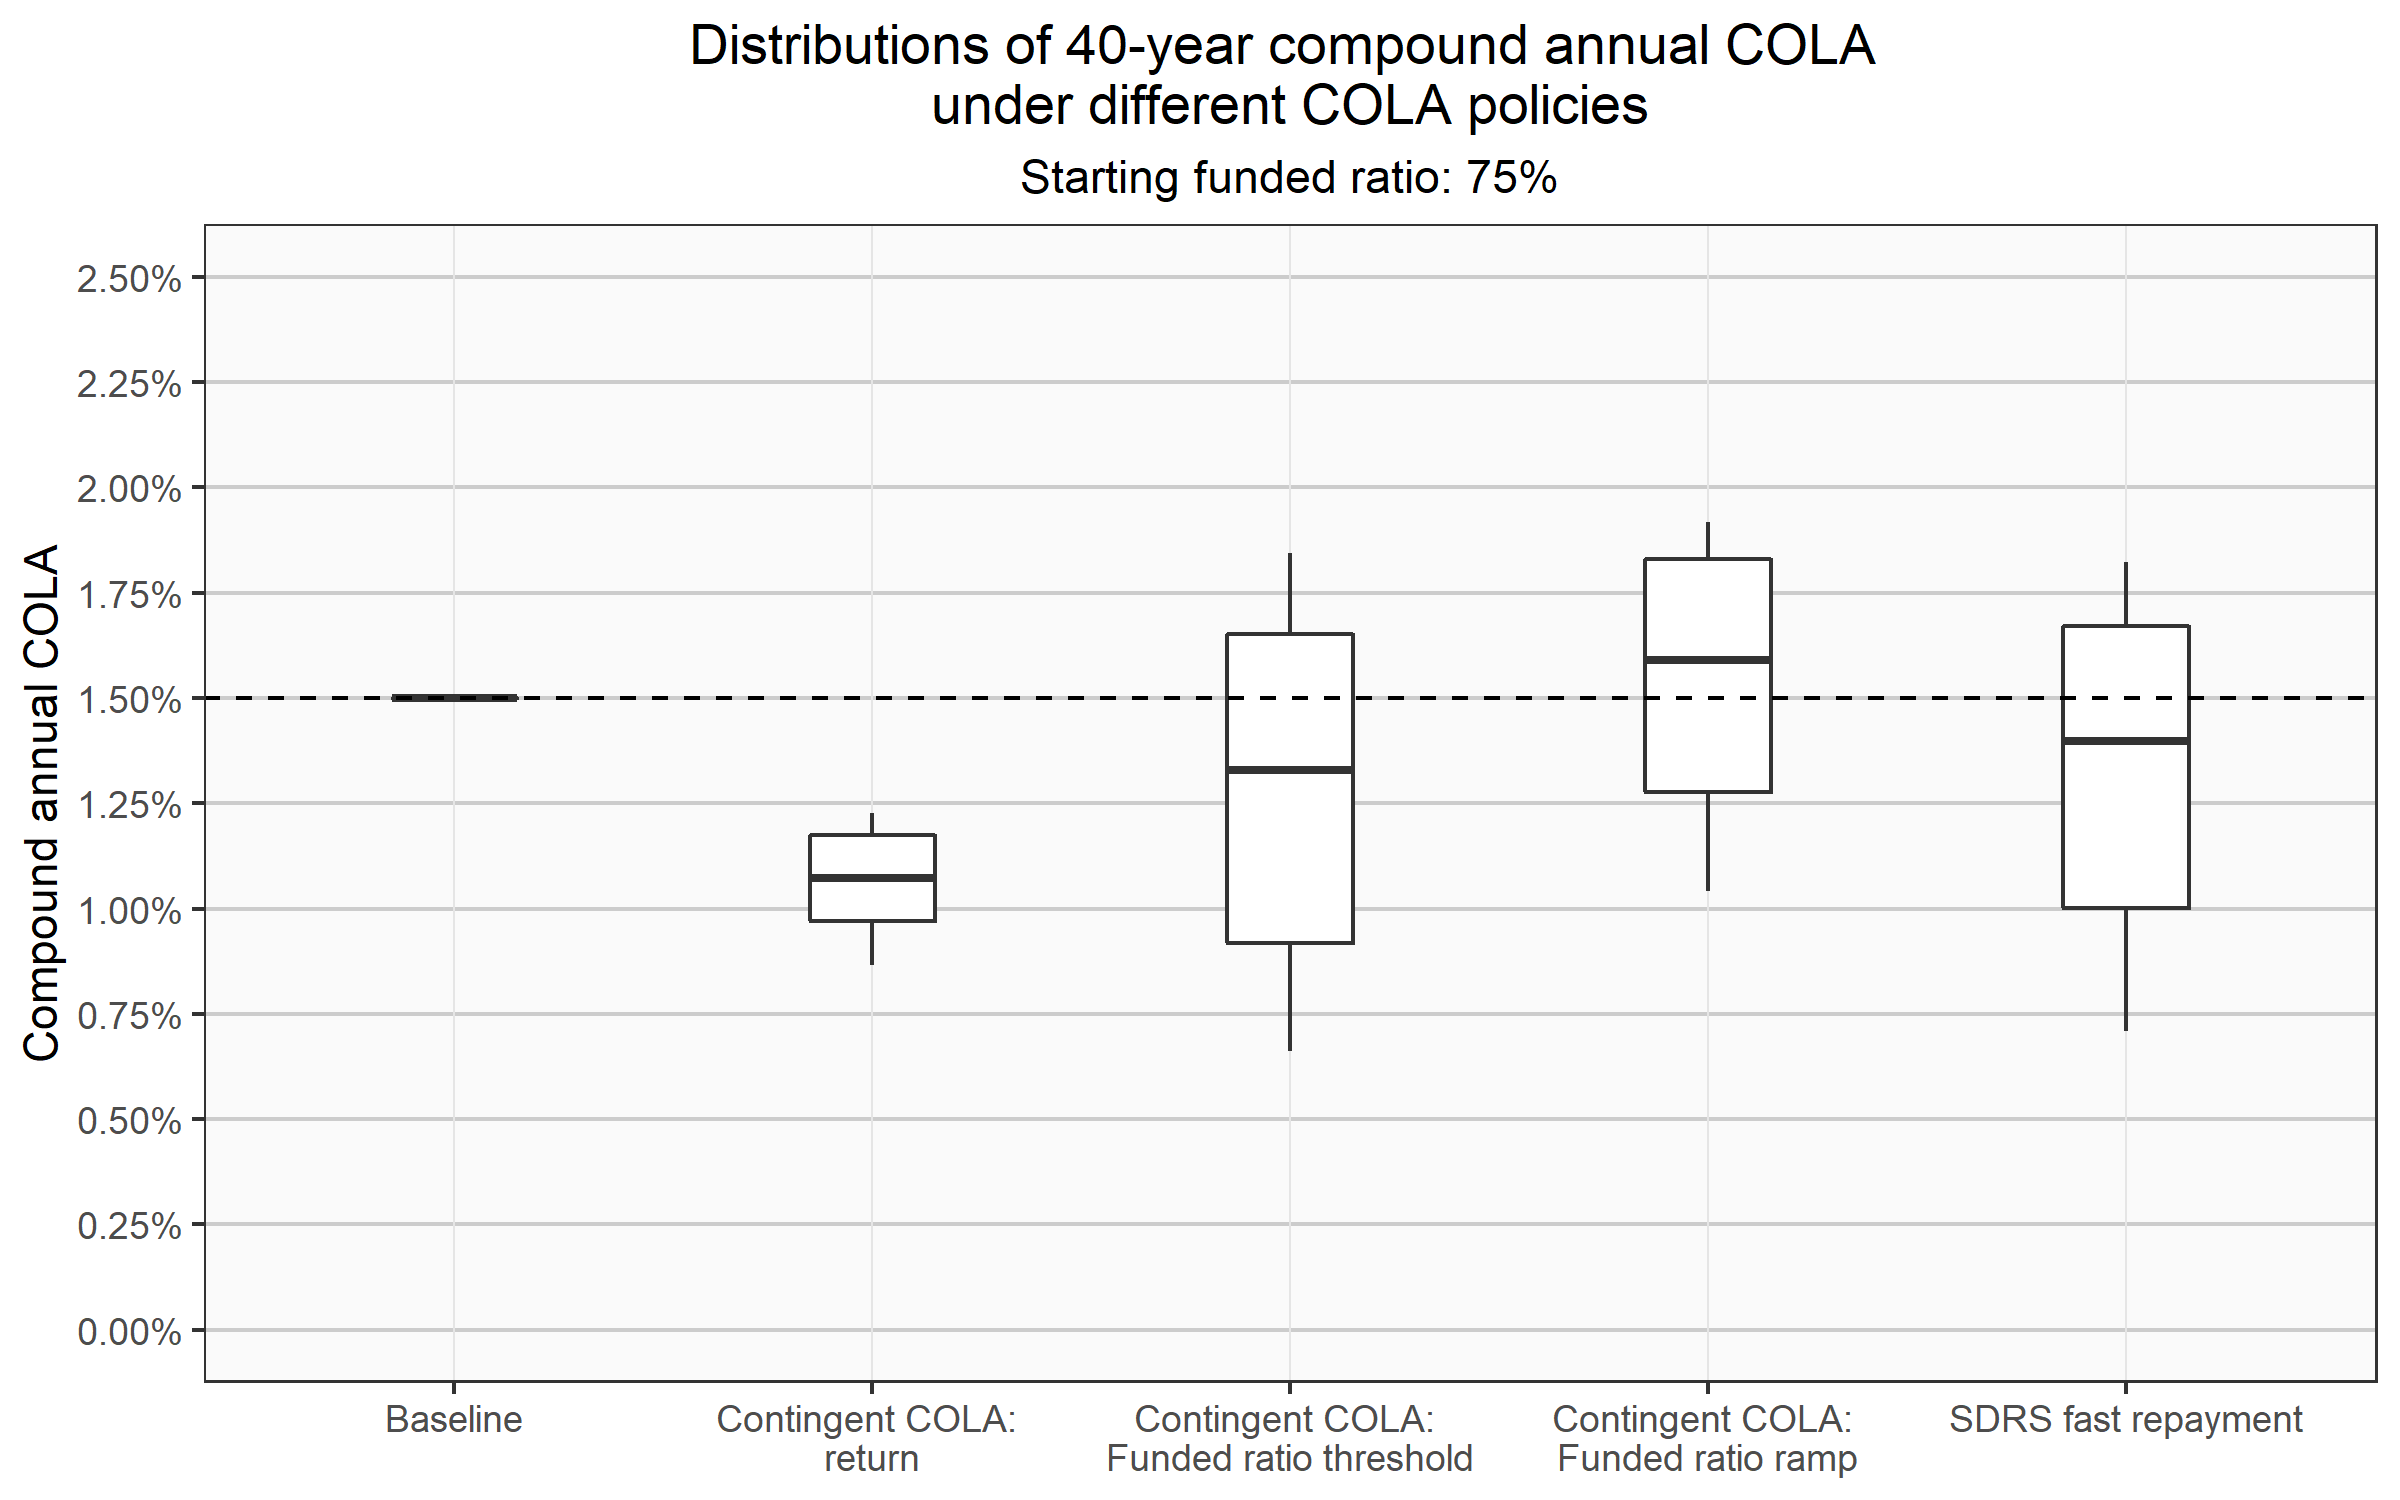 Distributions of 40-year compound annual COLA
under different COLA policies
Starting funded ratio: 75%
Compound annual COLA
2.50%
2.25%
2.00%
1.75%
1.50%
1.25%
1.00%
0.75%
0.50%
0.25%
0.00%
Baseline
Contingent COLA:
return
Contingent COLA:
Funded ratio threshold
Contingent COLA:
Funded ratio ramp
SDRS fast repayment